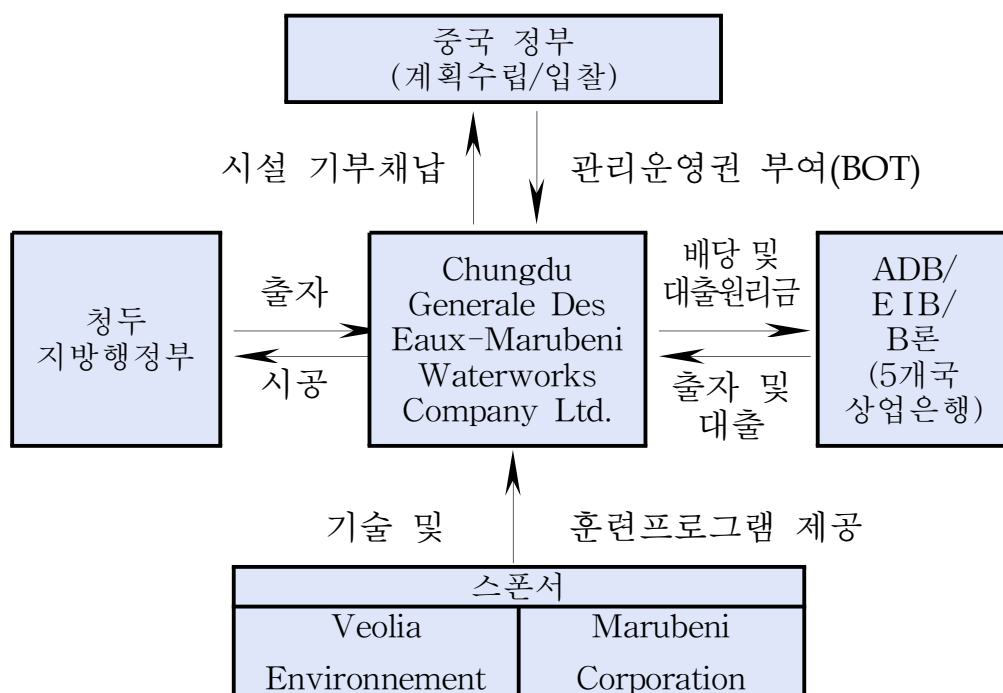 중국 정부
(계획수립/입찰)
시설 기부채납
관리운영권 부여(BOT)
청두
지방행정부
출자
시공
Chungdu
Generale Des
Eaux-Marubeni
Waterworks
Company Ltd.
배당 및
대출원리금
출자 및
대출
ADB/
EIB/
B론
(5개국
상업은행)
기술 및
훈련프로그램 제공
스폰서
Veolia
Environnement
Marubeni
Corporation